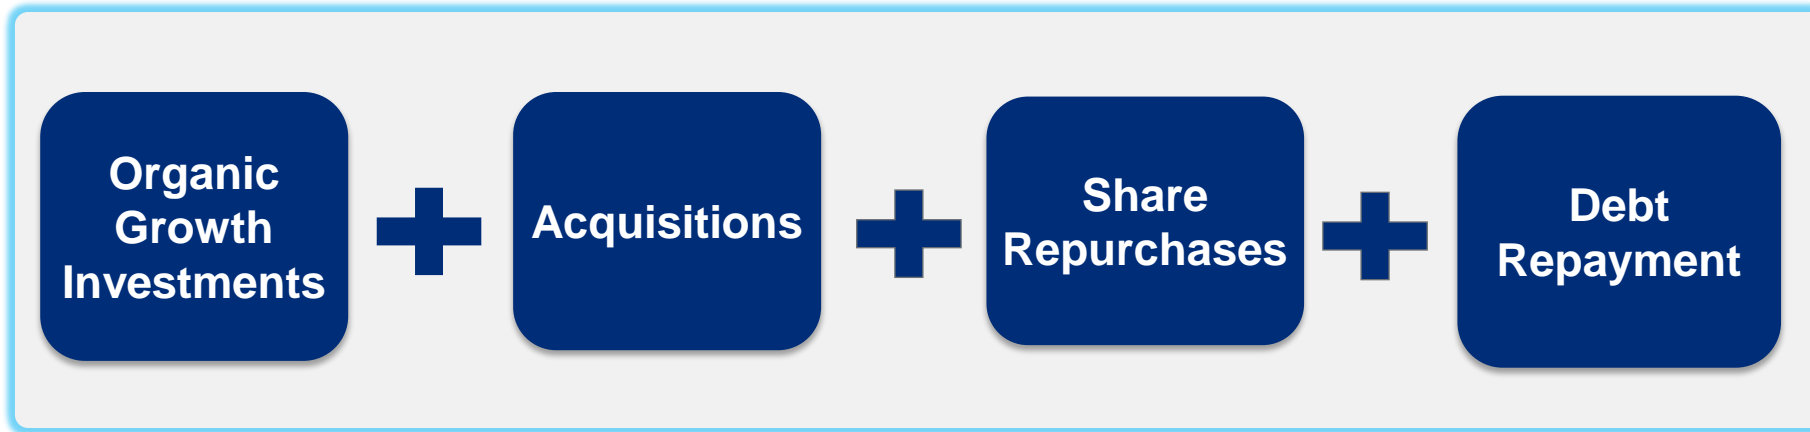 Organic
Growth
Investments
Acquisitions
Share
Repurchases
Debt
Repayment